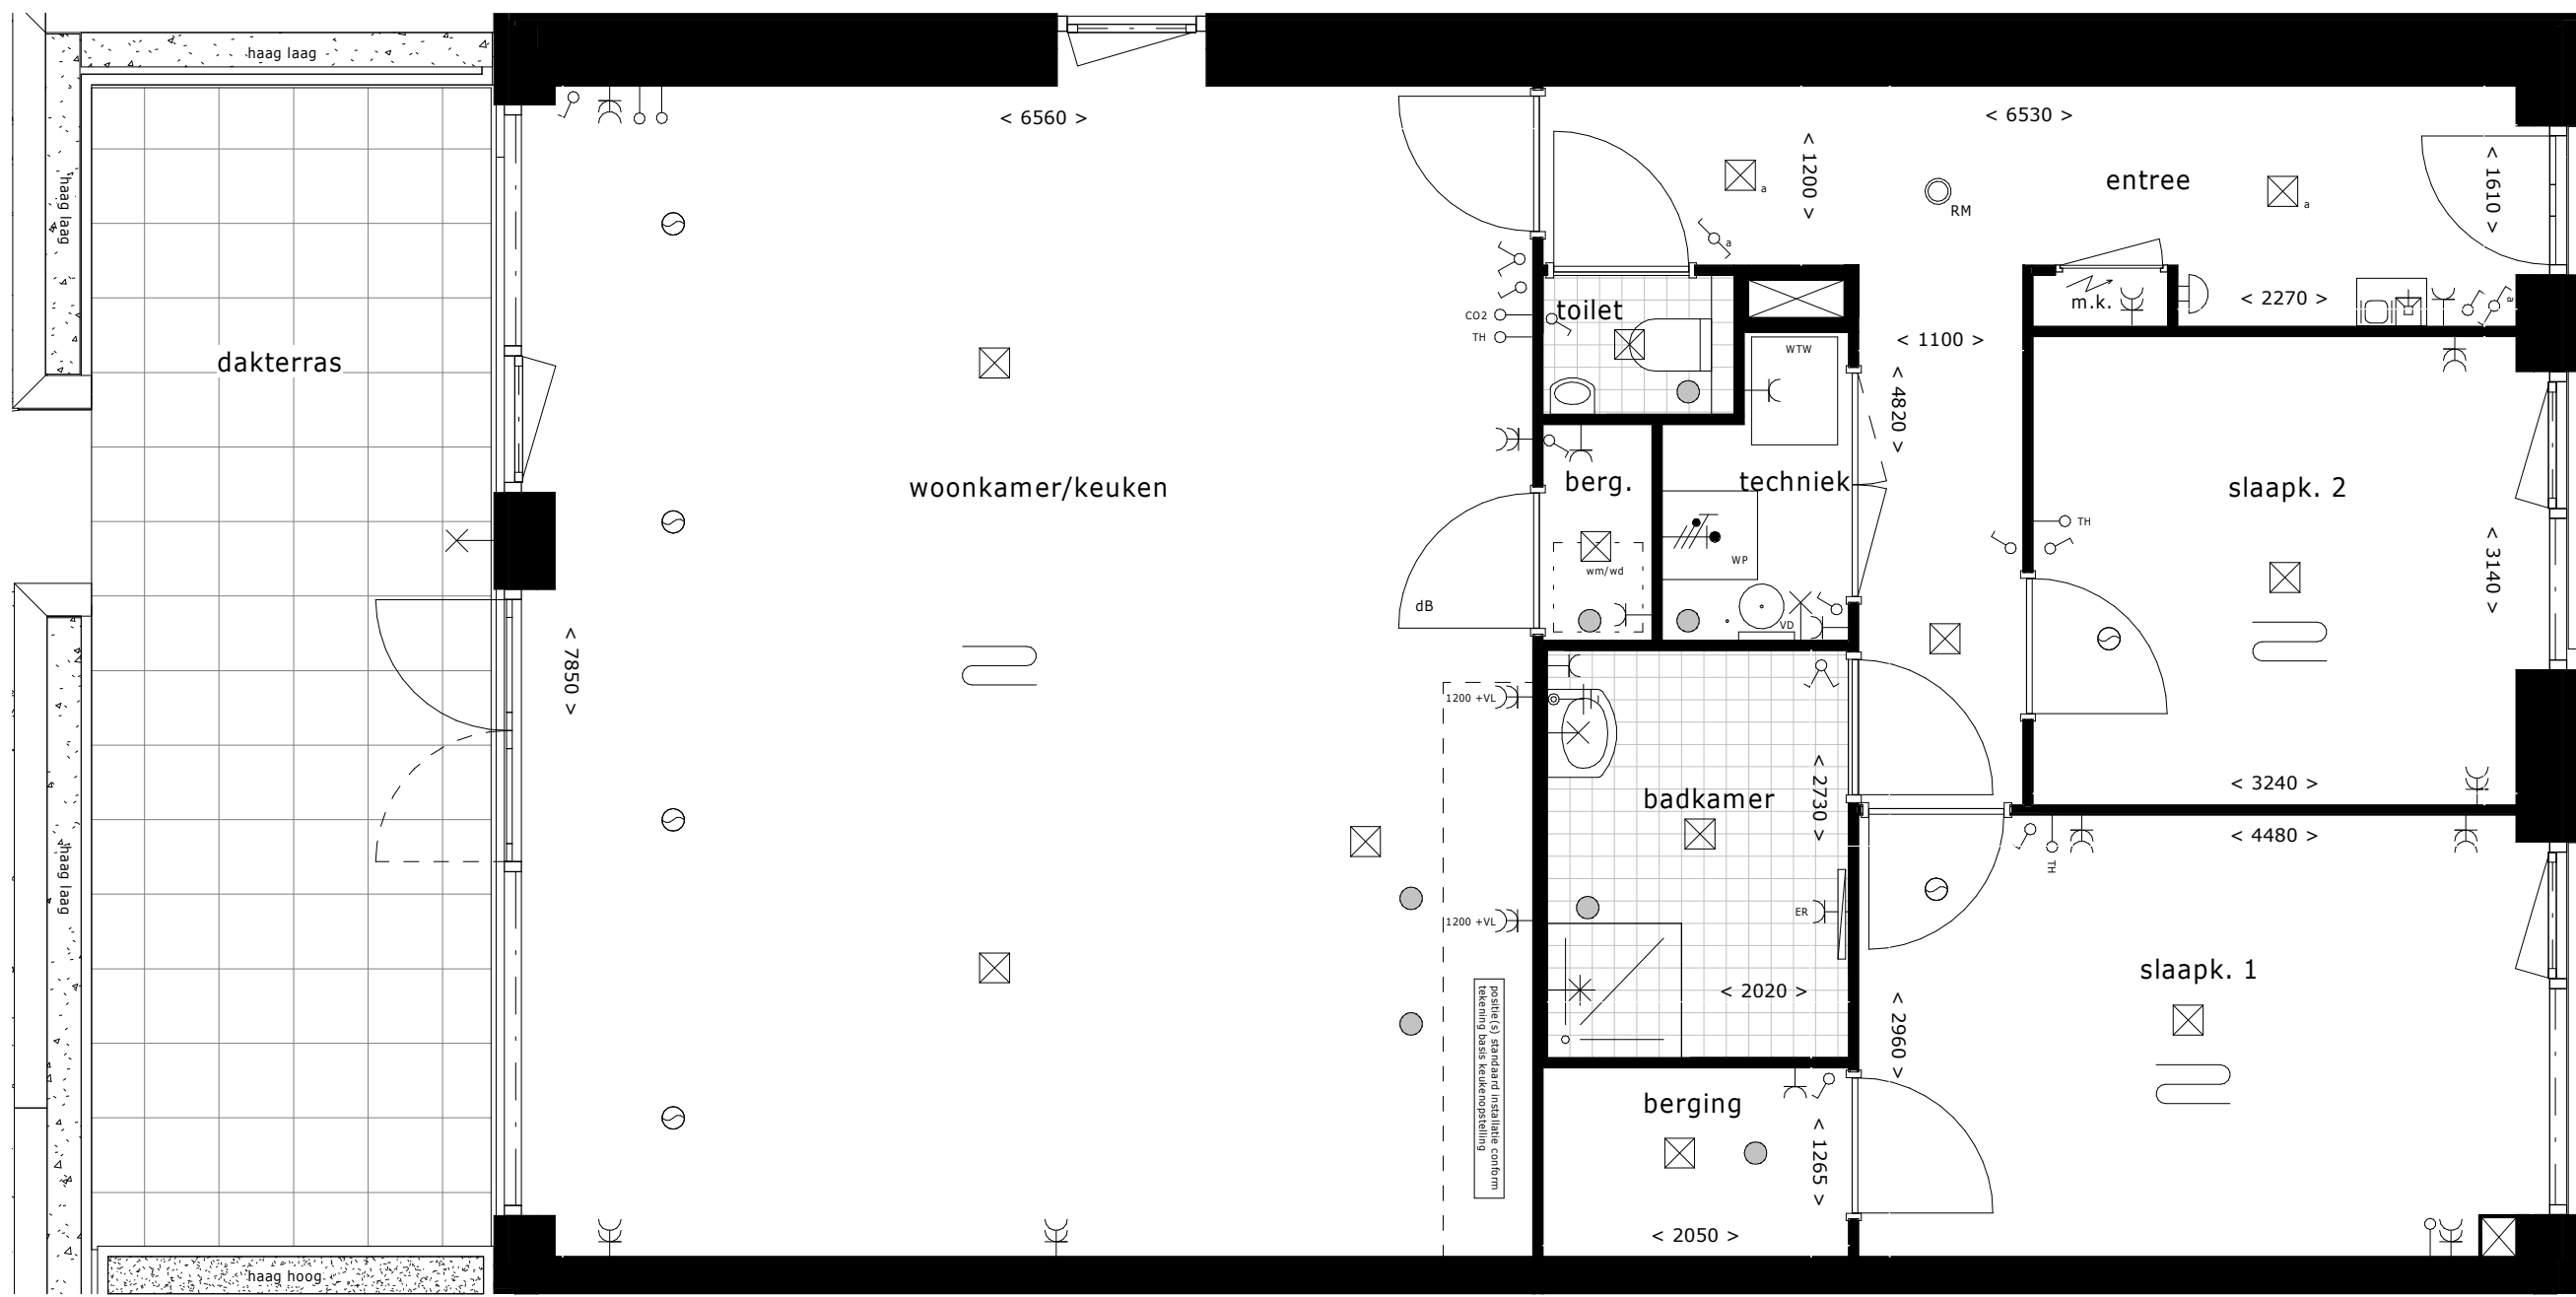 haag laag
haag laag
dakterras
haag laag
haag hoog
< 6560 >
woonkamer/keuken
< 7850 >
CO2
TH
dB
1200 +VL
1200 +VL
positie(s) standaard installatie conform
tekening basis keukenopstelling
toilet
berg.
wm/wd
WTW
techniek
WP
VD
badkamer
< 2730 >
ER
< 2020 >
berging
< 1265 >
< 2050 >
< 6530 >
< 1200 >
a
a
RM
entree
a
< 1610 >
m.k.
< 2270 >
a
< 1100 >
< 4820 >
slaapk. 2
TH
< 3140 >
< 3240 >
< 4480 >
TH
slaapk. 1
< 2960 >